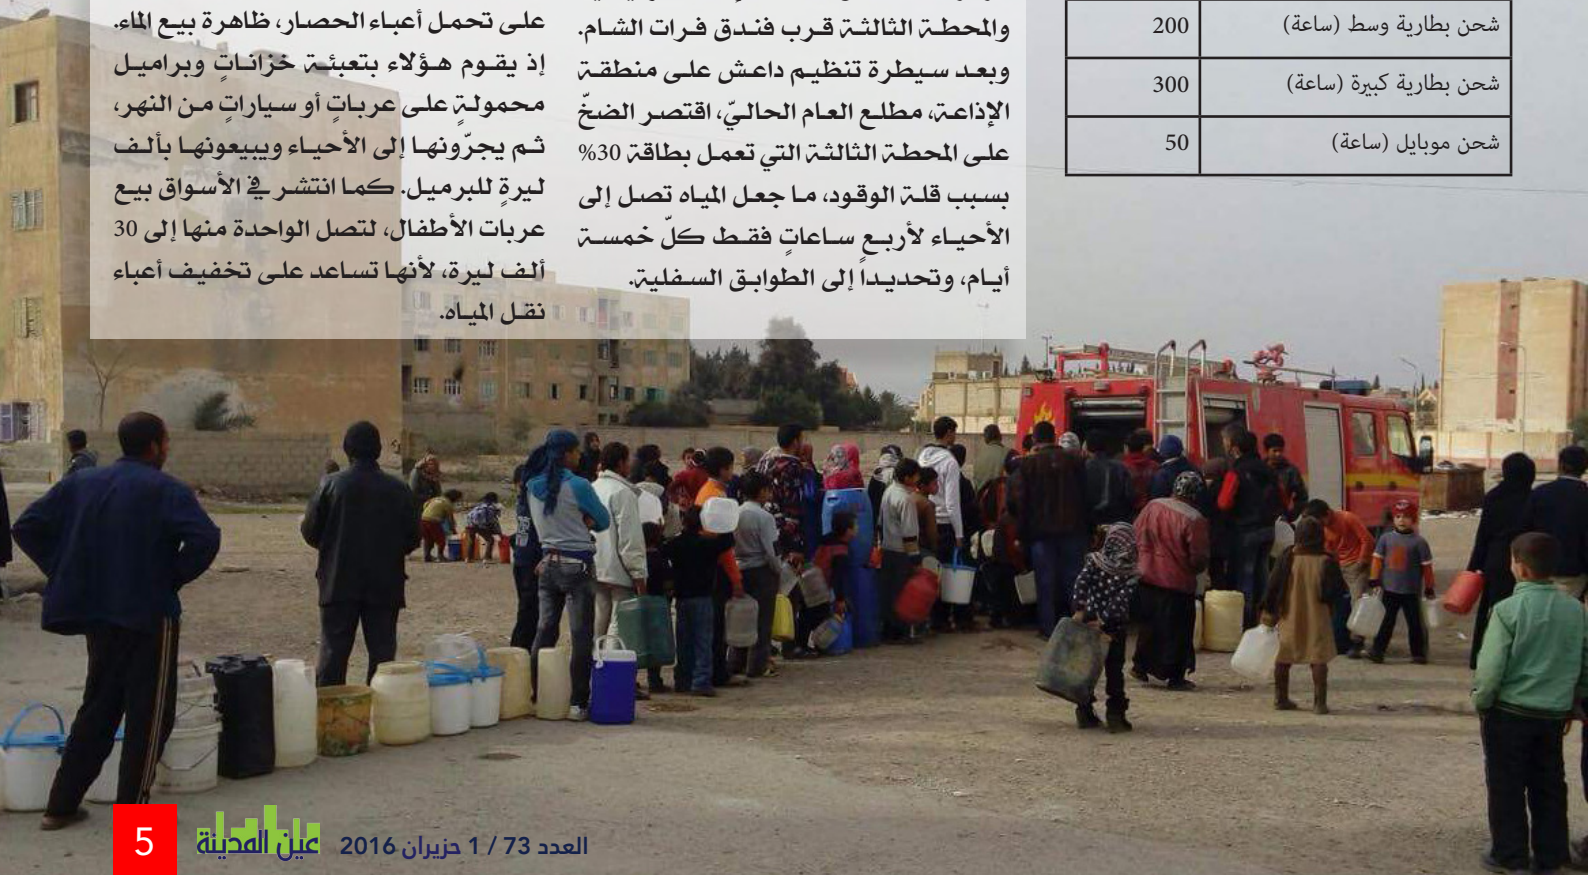 شحن بطارية وسط (ساعة) 200
شحن بطارية كبيرة (ساعة) 300
شحن موبايل (ساعة) 50
والمحطة الثالثة قرب فندق فرات الشام.
وبعد سيطرة تنظيم داعش على منطقة
الإذاعة، مطلع العام الحاليّ، اقتصر الضخّ
على المحطة الثالثة التي تعمل بطاقة 30%
بسبب قلة الوقود، ما جعل المياه تصل إلى
الأحياء لأربع ساعاتٍ فقط كلّ خمسة
أيام، وتحديداً إلى الطوابق السفلية.
على تحمل أعباء الحصار، ظاهرة بيع الماء.
إذ يقوم هؤلاء بتعبئة خزاناتٍ وبراميل
محمولةٍ على عرباتٍ أو سياراتٍ من النهر،
ثم يجرّونها إلى الأحياء ويبيعونها بألف
ليرةٍ للبرميل. كما انتشر في الأسواق بيع
عربات الأطفال، لتصل الواحدة منها إلى 30
ألف ليرة، لأنها تساعد على تخفيف أعباء
نقل المياه.
العدد 73 / 1 حزيران 2016 عين المدينة 5